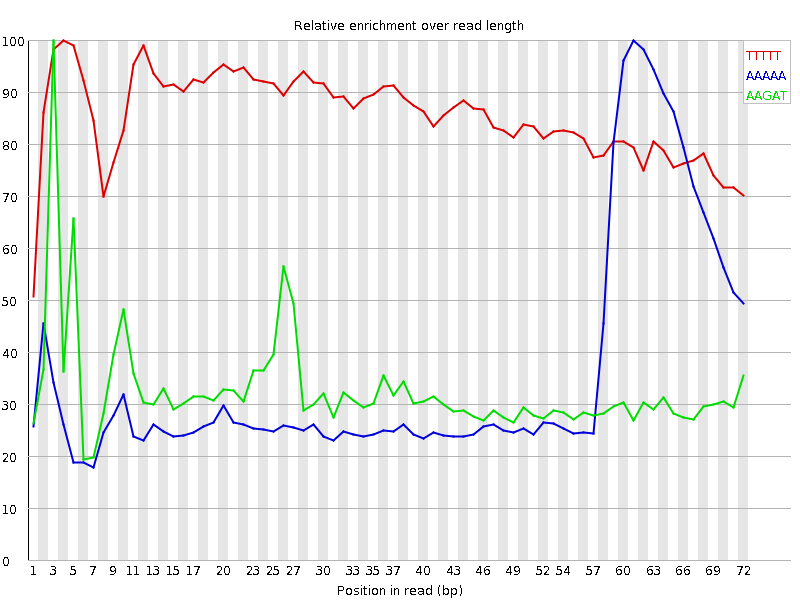 Relative enrichment over read length
100
90
80
70
60
50
40
30
20
10
0
TTTTT
AAAAA
AAGAT
1 3 5 7 9 11 13 15 17 20 23 25 27 30 33 35 37 40 43 46 49 52 54 57 60 63 66 69 72
Position in read (bp)